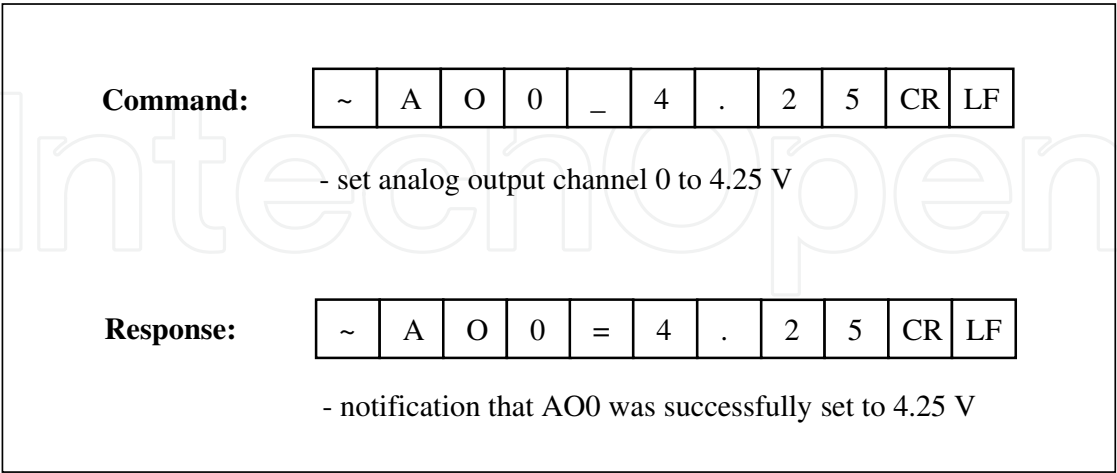 Command: ~ A O 0 _ 4 . 2 5 CR LF
- set analog output channel 0 to 4.25 V
IntechOpen
Response: ~ A O 0 = 4 . 2 5 CR LF
- notification that AO0 was successfully set to 4.25 V